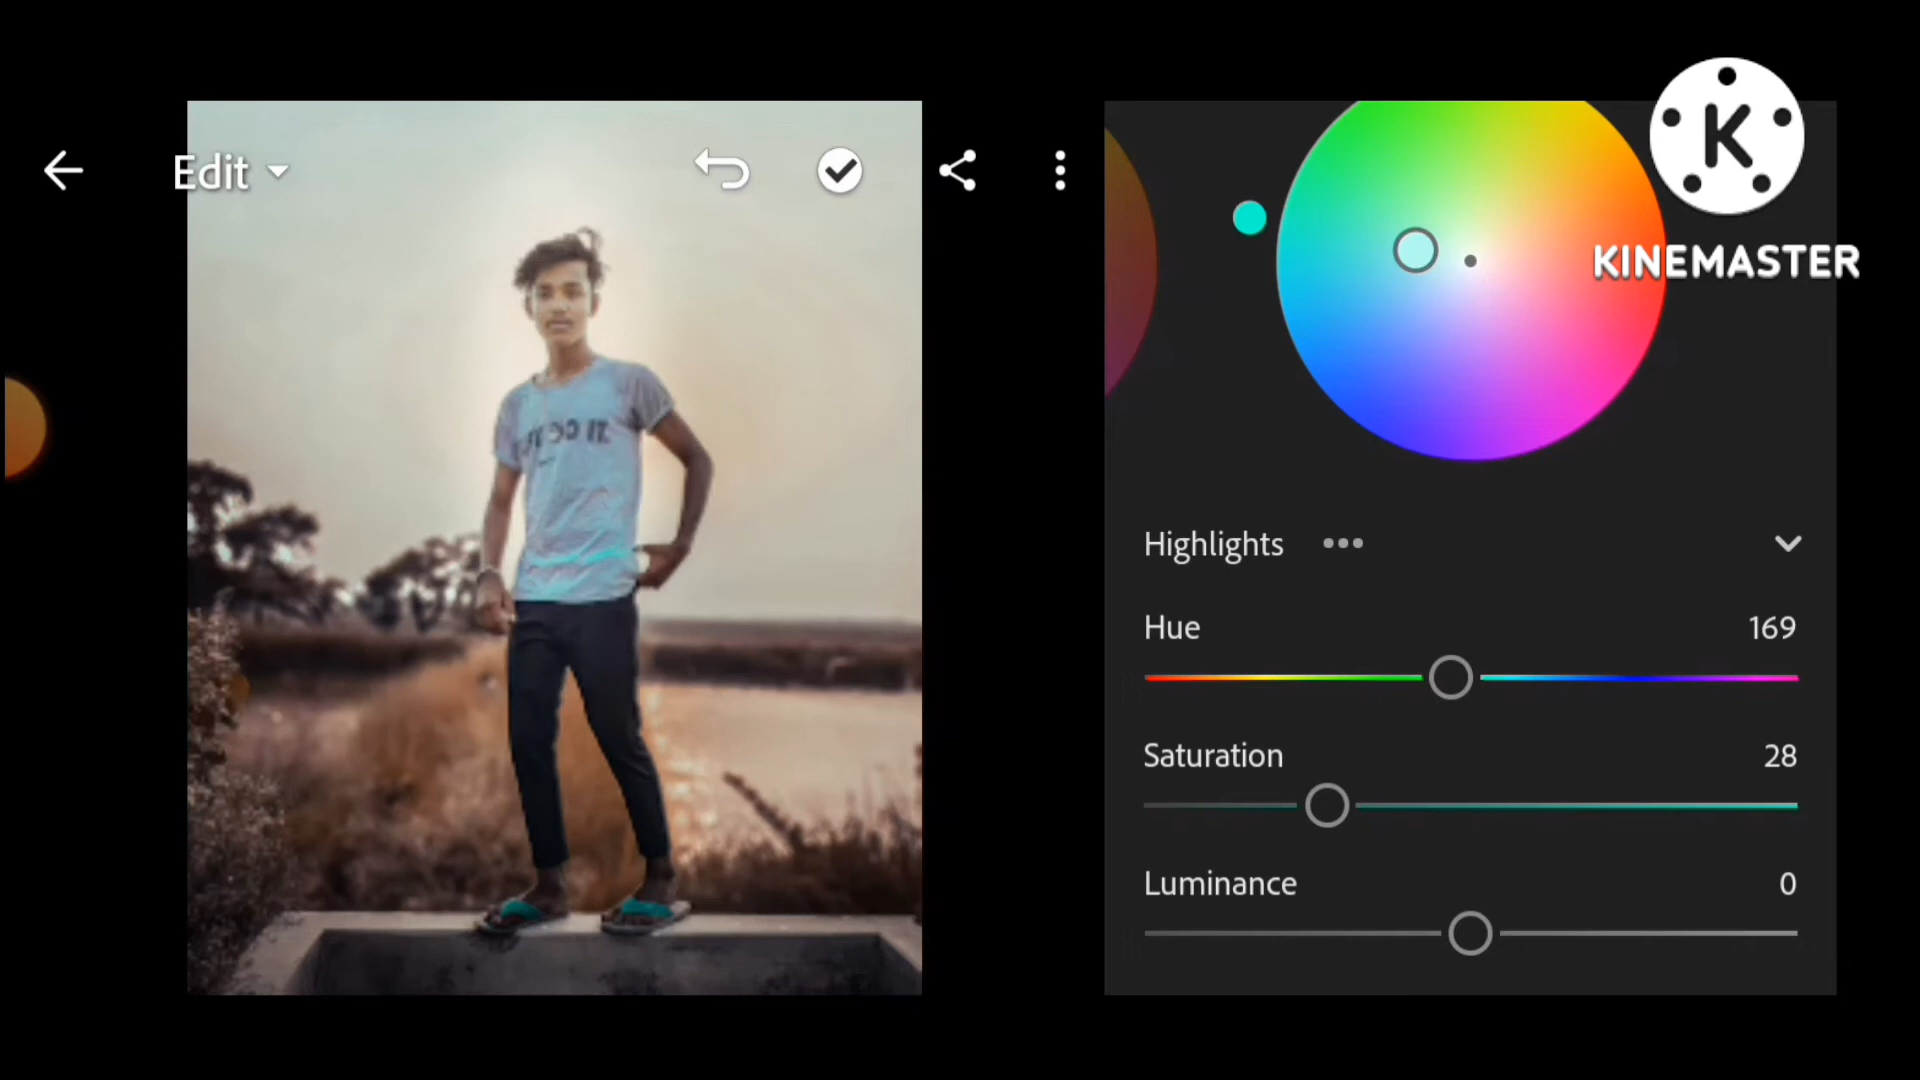 Edit
K
KINEMASTER
Highlights
Hue 169
Saturation 28
Luminance 0